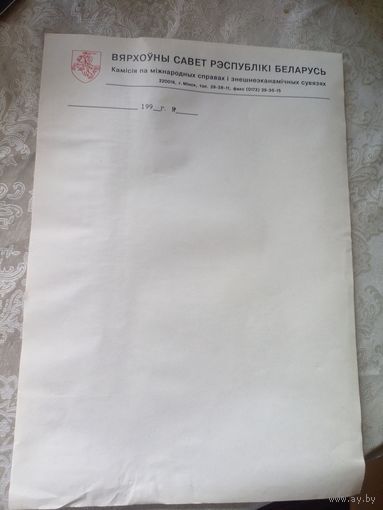 ВЯРХОЎНЫ САВЕТ РЭСПУБЛІКІ БЕЛАРУСЬ
Камісія па міжнародных справах і знешнеэканамічных сувязях
220016, г. Мінск, тэл. 29-38-11, факс (0172) 29-35-15
199 г. №
www.ay.by